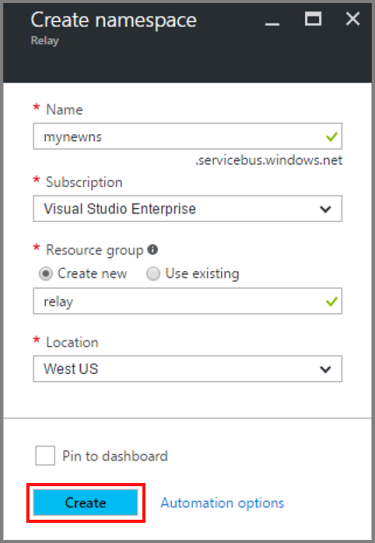 Create namespace
Relay
* Name
mynewns
.servicebus.windows.net
* Subscription
Visual Studio Enterprise
* Resource group
Create new Use existing
relay
* Location
West US
Pin to dashboard
Create Automation options